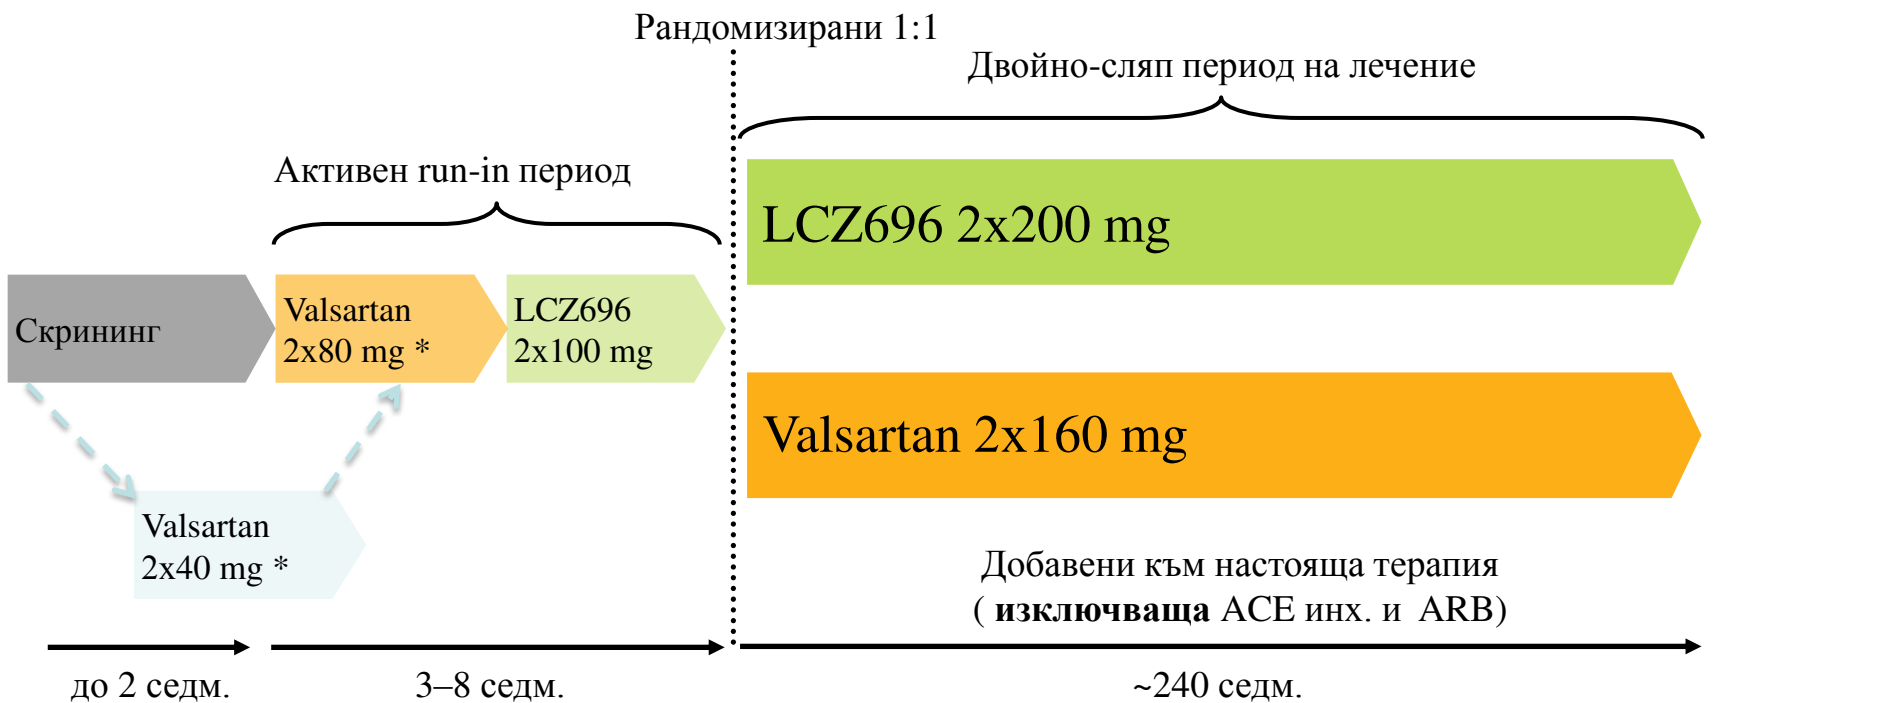 Рандомизирани 1:1
Двойно-сляп период на лечение
Активен run-in период
LCZ696 2x200 mg
Скрининг
Valsartan
2x80 mg *
LCZ696
2x100 mg
Valsartan 2x160 mg
Valsartan
2x40 mg *
Добавени към настояща терапия
( изключваща ACE инх. и ARB)
до 2 седм.
3–8 седм.
~240 седм.